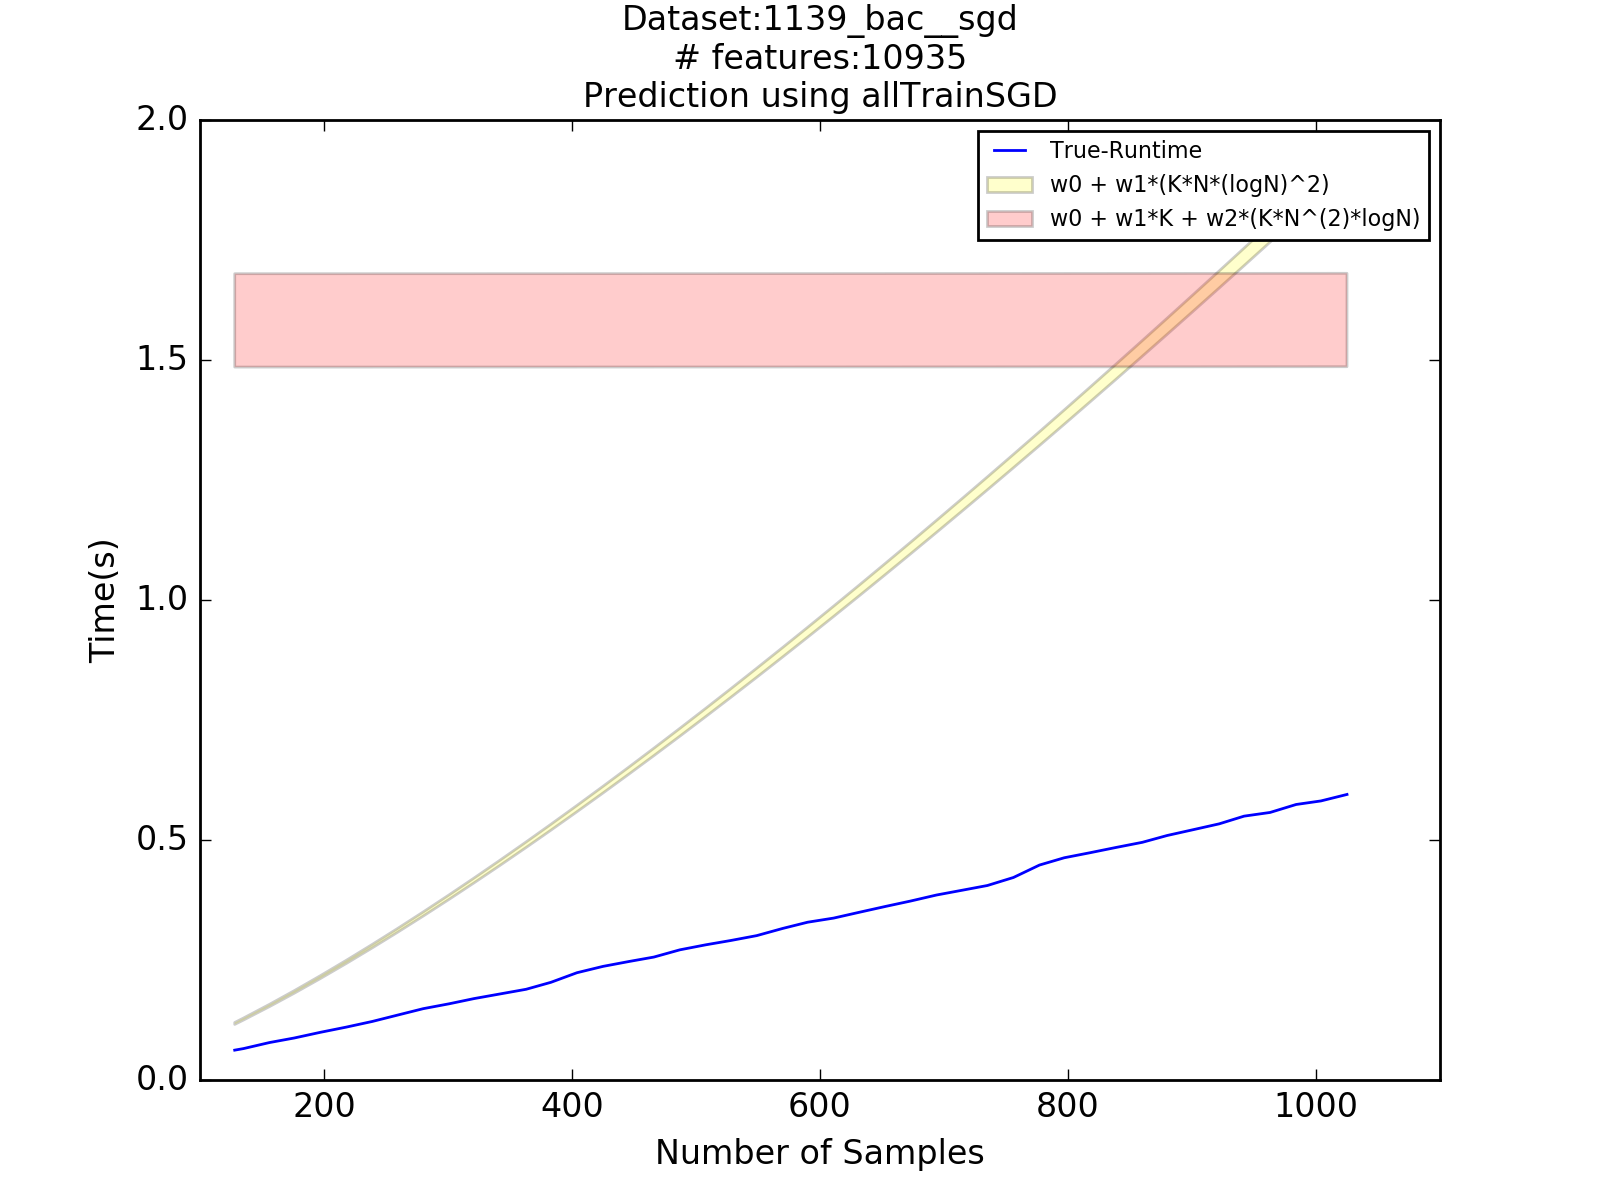 Dataset:1139_bac__sgd
# features:10935
Prediction using allTrainSGD
2.0
1.5
1.0
0.5
0.0
Time(s)
True-Runtime
w0 + w1*(K*N*(logN)^2)
w0 + w1*K + w2*(K*N^(2)*logN)
200 400 600 800 1000
Number of Samples